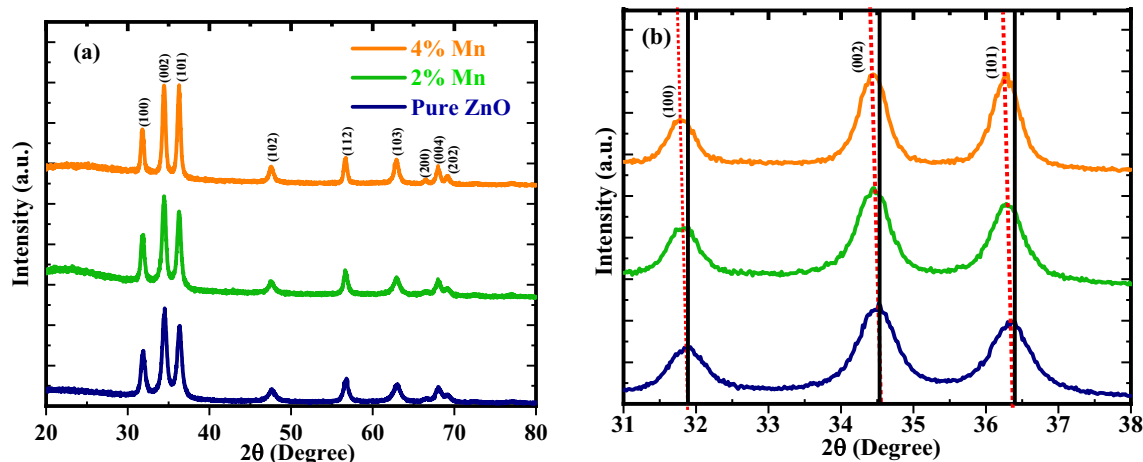 (a)
4% Mn
2% Mn
Pure ZnO
(100)
(002)
(101)
(102)
(112)
(103)
(200)
(004)
(202)
Intensity (a.u.)
20 30 40 50 60 70 80
2θ (Degree)
(b)
(100)
(002)
(101)
Intensity (a.u.)
31 32 33 34 35 36 37 38
2θ (Degree)